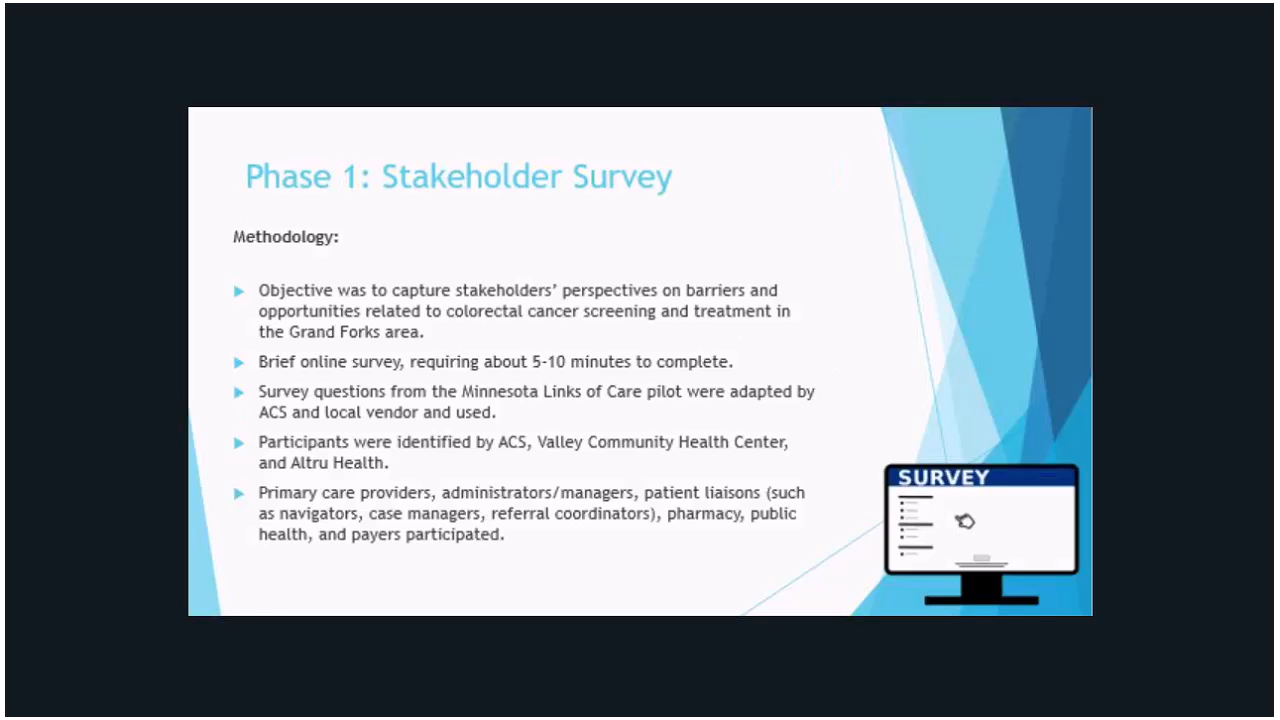 Phase 1: Stakeholder Survey
Methodology:
Objective was to capture stakeholders’ perspectives on barriers and
opportunities related to colorectal cancer screening and treatment in
the Grand Forks area.
Brief online survey, requiring about 5-10 minutes to complete.
Survey questions from the Minnesota Links of Care pilot were adapted by
ACS and local vendor and used.
Participants were identified by ACS, Valley Community Health Center,
and Altru Health.
Primary care providers, administrators/managers, patient liaisons (such
as navigators, case managers, referral coordinators), pharmacy, public
health, and payers participated.
SURVEY